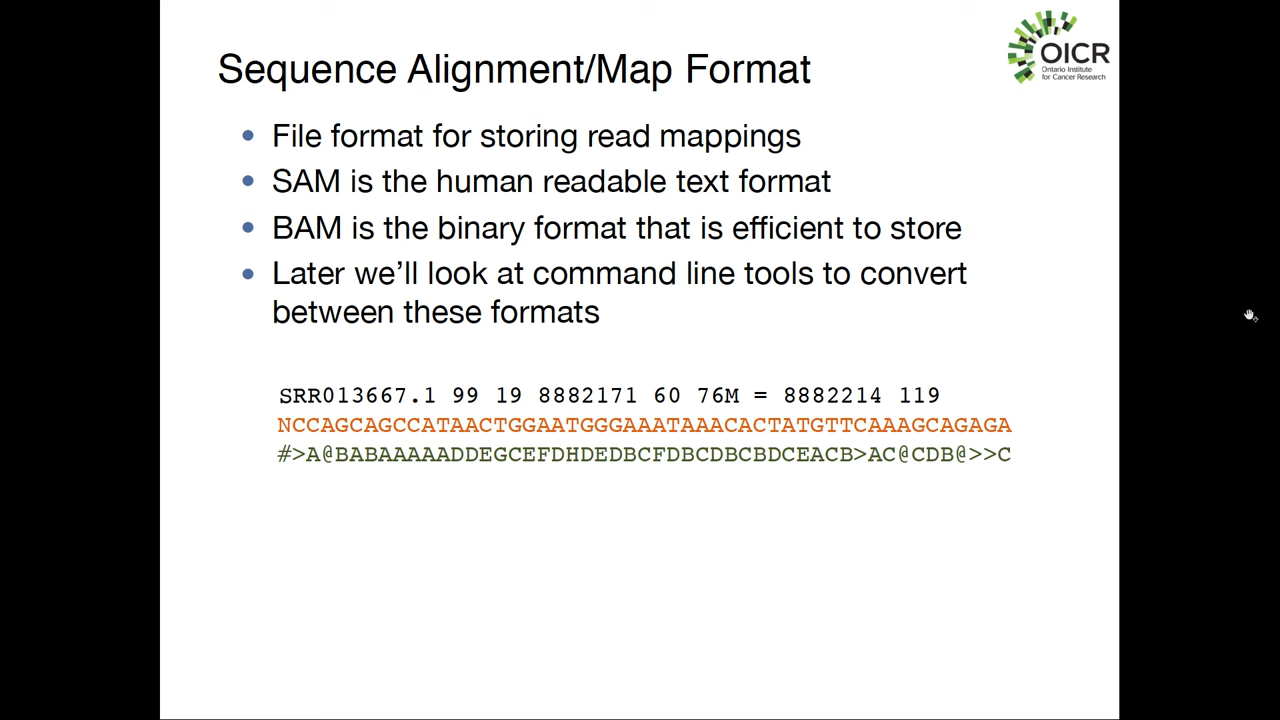 Sequence Alignment/Map Format
OICR
Ontario Institute
for Cancer Research
• File format for storing read mappings
• SAM is the human readable text format
• BAM is the binary format that is efficient to store
• Later we’ll look at command line tools to convert
between these formats
SRR013667.1 99 19 8882171 60 76M = 8882214 119
NCCAGCAGCCATAACTGGAATGGGAAATAAACACTATGTTCAAAGCAGAGA
#>A@BABAAAAADDEGCEFDHDEDBCFDBCDBCBDCEACB>AC@CDB@>>C